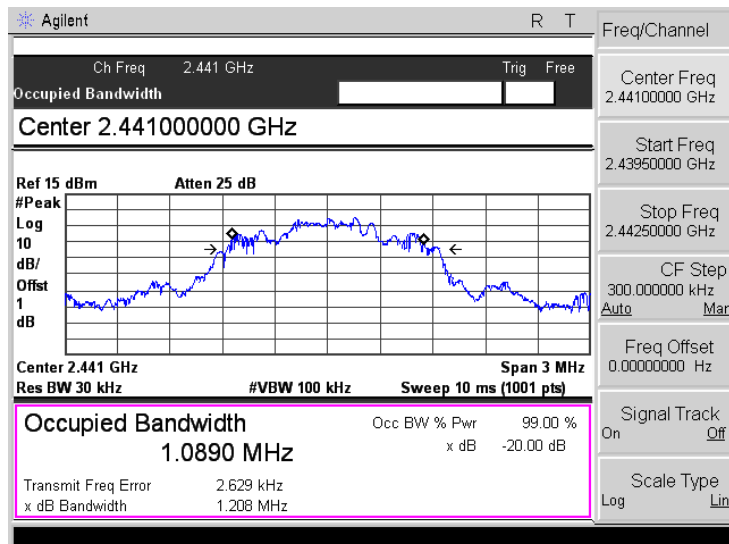 Agilent R T
Ch Freq 2.441 GHz Trig Free
Occupied Bandwidth
Center 2.441000000 GHz
Ref 15 dBm Atten 25 dB
#Peak
Log
10
dB/
Offst
1
dB
Center 2.441 GHz Span 3 MHz
Res BW 30 kHz #VBW 100 kHz Sweep 10 ms (1001 pts)
Occupied Bandwidth Occ BW % Pwr 99.00 %
1.0890 MHz x dB -20.00 dB
Transmit Freq Error 2.629 kHz
x dB Bandwidth 1.208 MHz
Freq/Channel
Center Freq
2.44100000 GHz
Start Freq
2.43950000 GHz
Stop Freq
2.44250000 GHz
CF Step
300.000000 kHz
Auto Man
Freq Offset
0.00000000 Hz
Signal Track
On Off
Scale Type
Log Lin